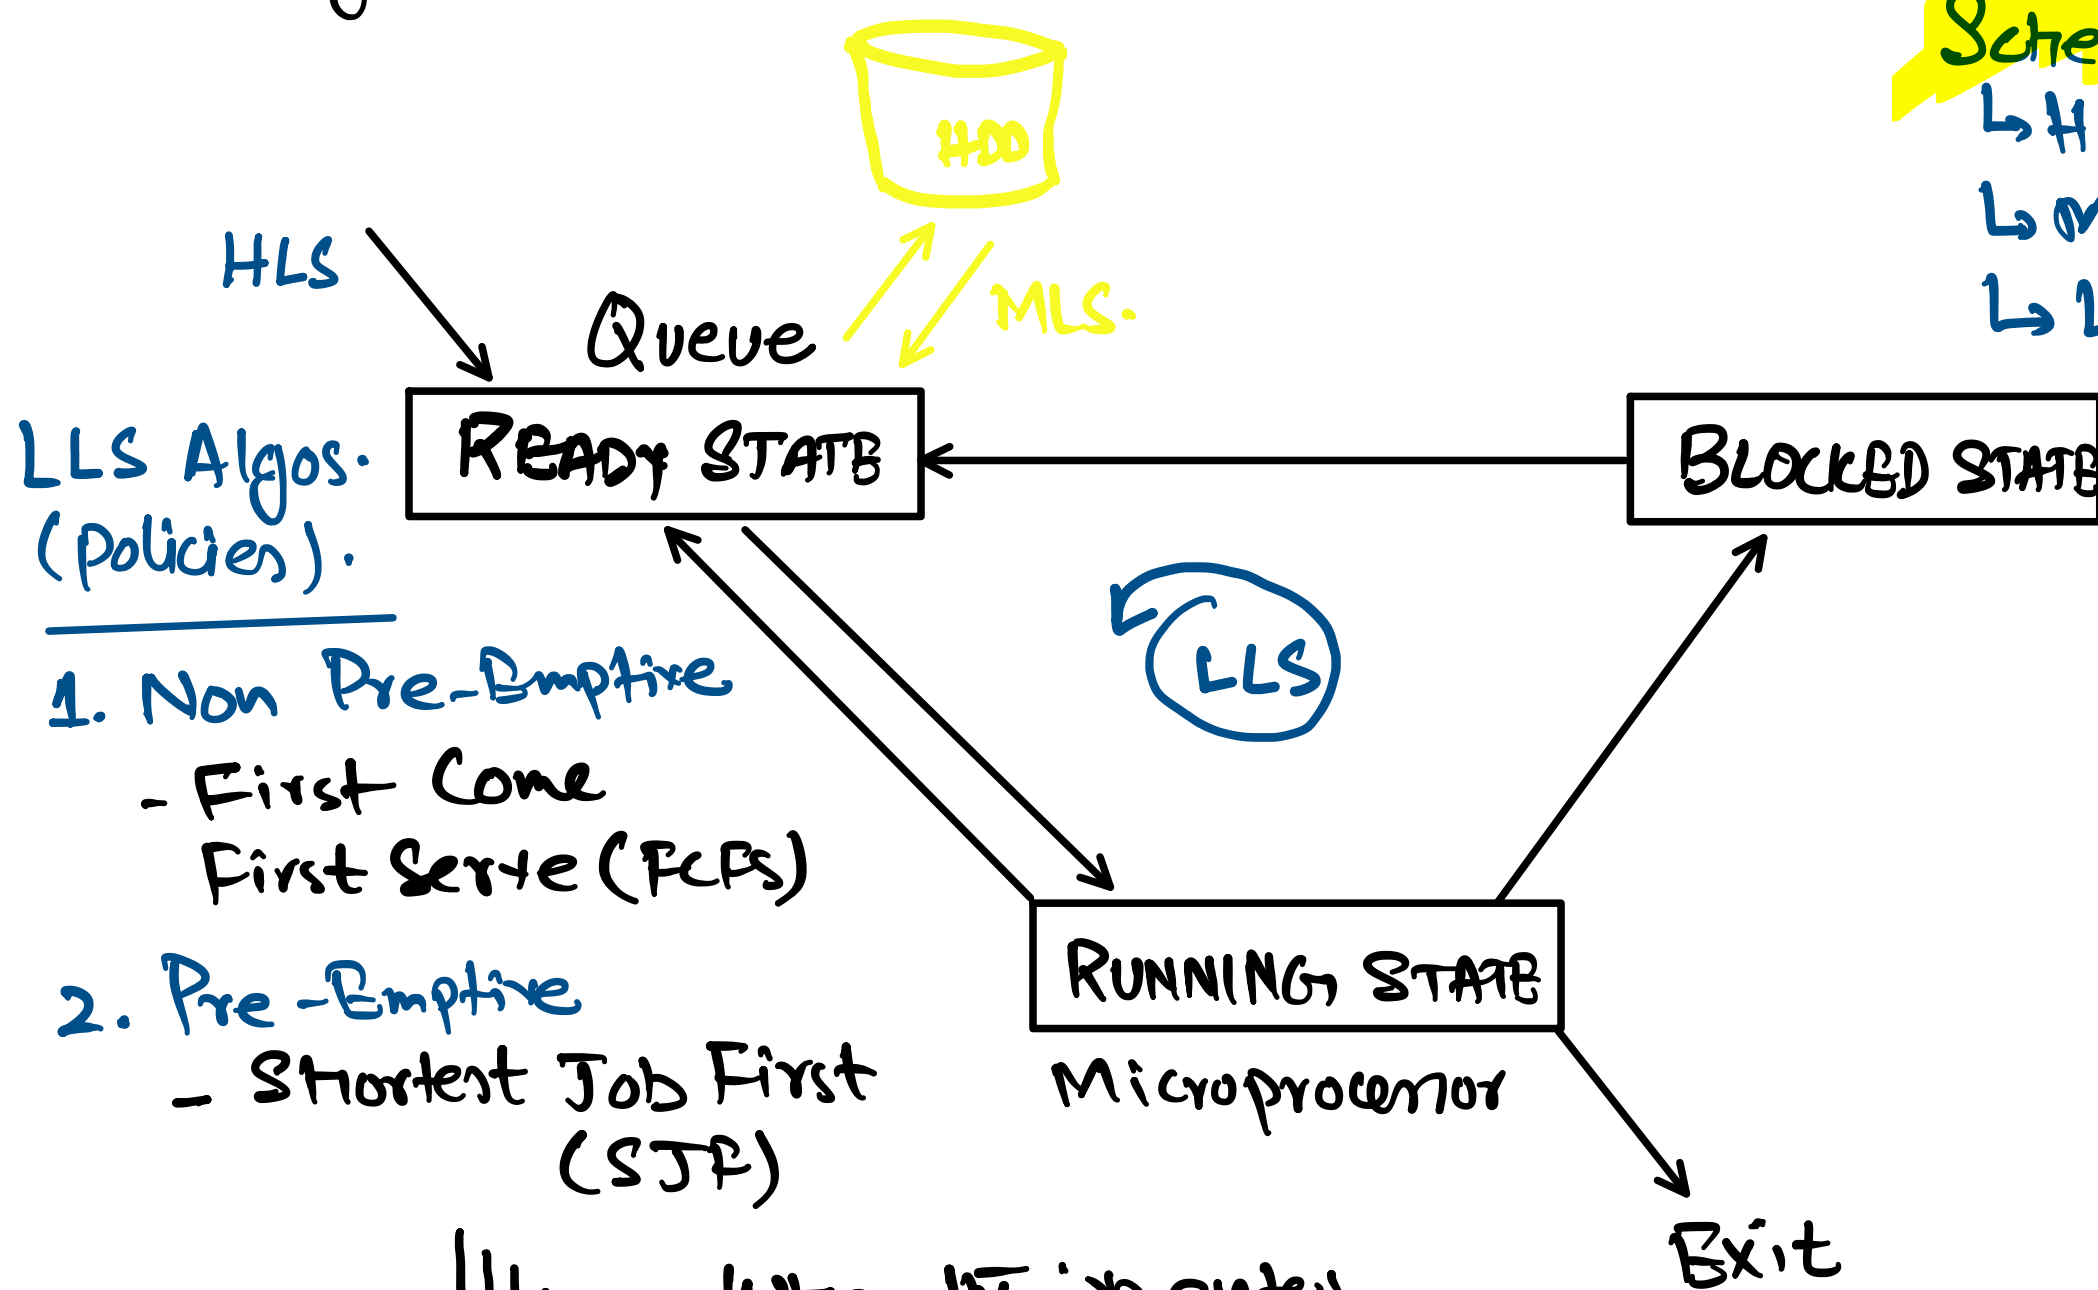 HDD
HLS
MLS.
Queue
READY STATE
BLOCKED STATE
LLS Algos.
(Policies).
LLS
1. Non Pre-Emptive
- First Come
First Serve (FCFS)
RUNNING STATE
Microprocessor
2. Pre-Emptive
- Shortest Job First
(SJF)
Exit